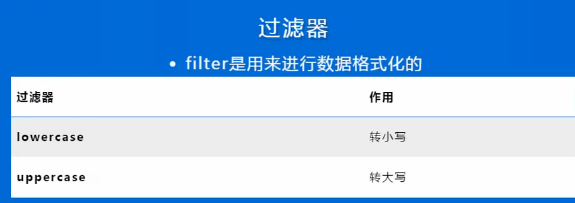 过滤器
• filter是用来进行数据格式化的
过滤器 作用
lowercase 转小写
uppercase 转大写